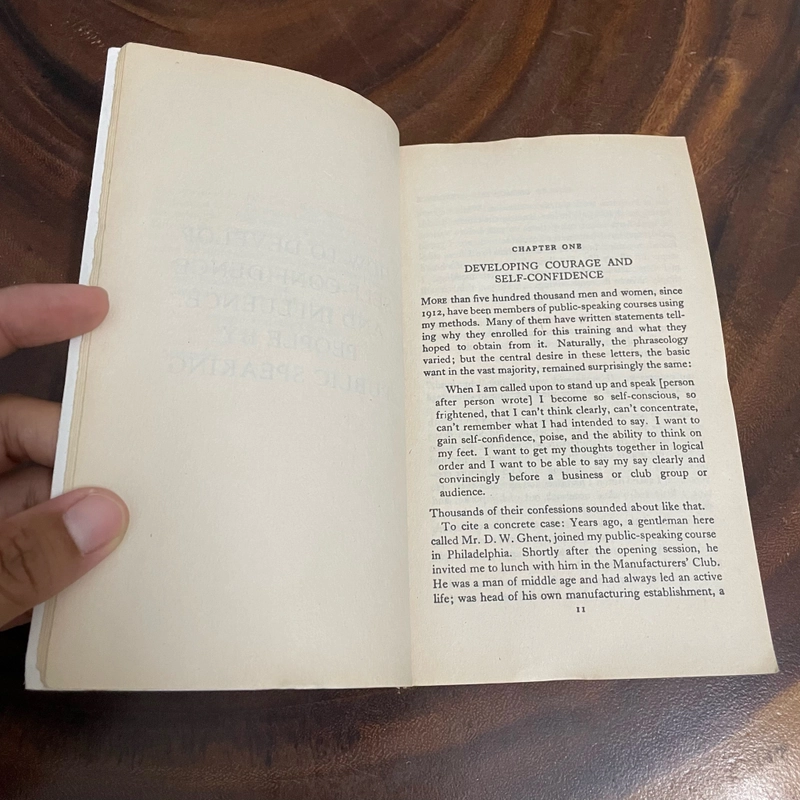 CHAPTER ONE
DEVELOPING COURAGE AND
SELF-CONFIDENCE
MORE than five hundred thousand men and women, since
1912, have been members of public-speaking courses using
my methods. Many of them have written statements tell-
ing why they enrolled for this training and what they
hoped to obtain from it. Naturally, the phraseology
varied; but the central desire in these letters, the basic
want in the vast majority, remained surprisingly the same:
When I am called upon to stand up and speak [person
after person wrote] I become so self-conscious, so
frightened, that I can't think clearly, can't concentrate,
can't remember what I had intended to say. I want to
gain self-confidence, poise, and the ability to think on
my feet. I want to get my thoughts together in logical
order and I want to be able to say my say clearly and
convincingly before a business or club group or
audience.
Thousands of their confessions sounded about like that.
To cite a concrete case: Years ago, a gentleman here
called Mr. D. W. Ghent, joined my public-speaking course
in Philadelphia. Shortly after the opening session, he
invited me to lunch with him in the Manufacturers' Club.
He was a man of middle age and had always led an active
life; was head of his own manufacturing establishment, a
11